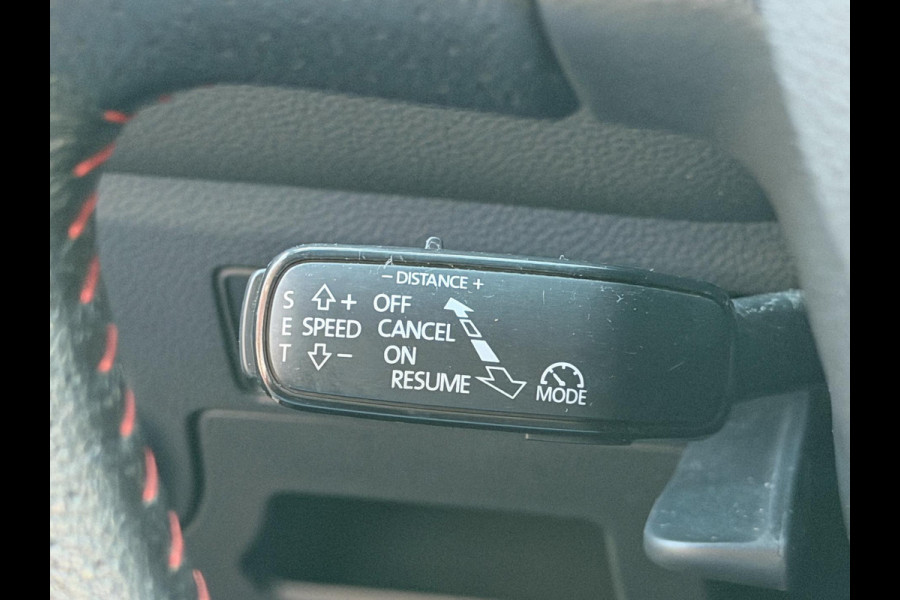 − DISTANCE +
S + OFF
E SPEED CANCEL
T − ON
RESUME
MODE